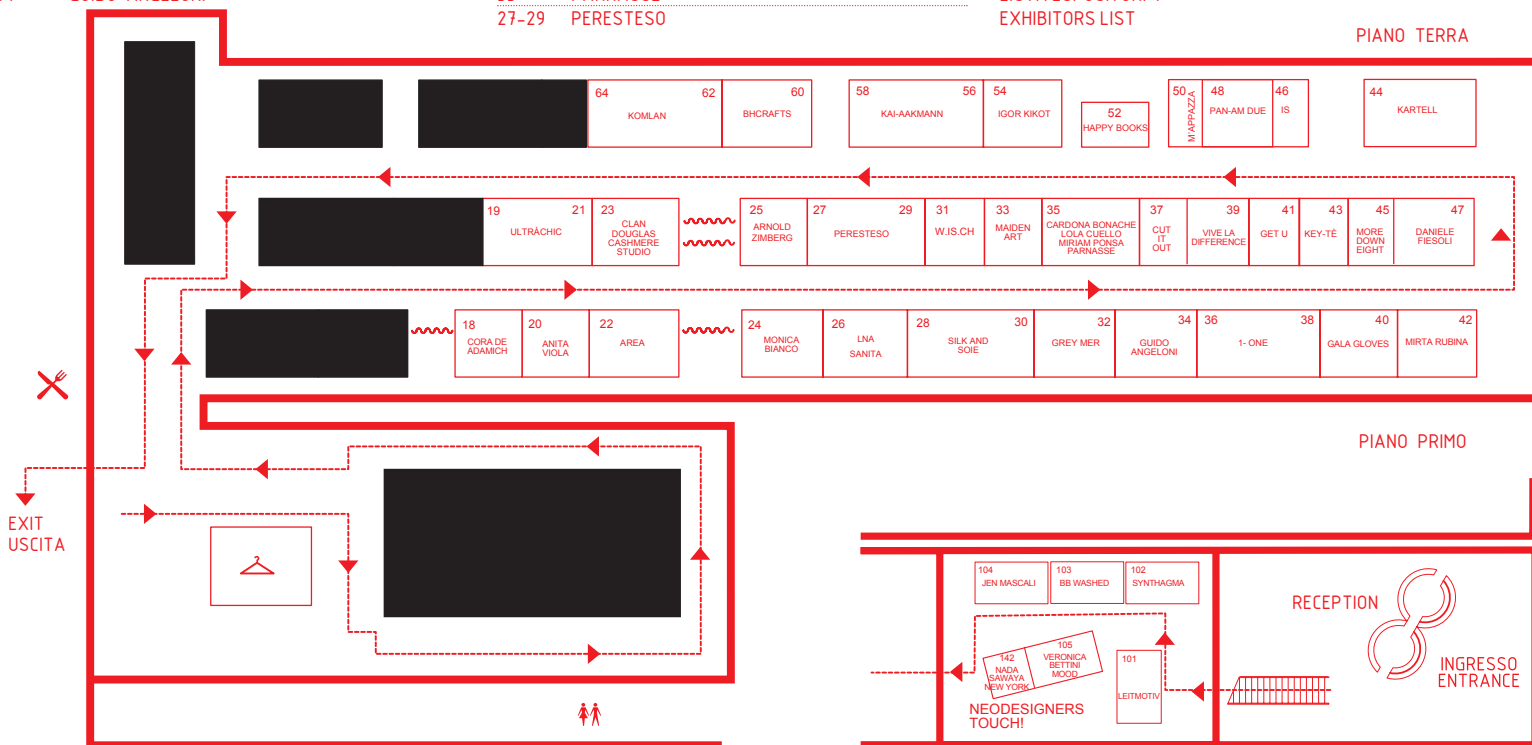 27-29 PERESTESO
EXHIBITORS LIST
PIANO TERRA
64 62
KOMLAN
60
BHCRAFTS
58 56
KAI-AAKMANN
54
IGOR KIKOT
52
HAPPY BOOKS
50
M'APPAZZA
48
PAN-AM DUE
46
IS
44
KARTELL
19 21
ULTRÀCHIC
23
CLAN
DOUGLAS
CASHMERE
STUDIO
25
ARNOLD
ZIMBERG
27 29
PERESTESO
31
W.IS.CH
33
MAIDEN
ART
35
CARDONA BONACHE
LOLA CUELLO
MIRIAM PONSA
PARNASSE
37
CUT
IT
OUT
39
VIVE LA
DIFFERENCE
41
GET U
43
KEY-TÈ
45
MORE
DOWN
EIGHT
47
DANIELE
FIESOLI
18
CORA DE
ADAMICH
20
ANITA
VIOLA
22
AREA
24
MONICA
BIANCO
26
LNA
SANITA
28 30
SILK AND
SOIE
32
GREY MER
34
GUIDO
ANGELONI
36 38
1- ONE
40
GALA GLOVES
42
MIRTA RUBINA
PIANO PRIMO
EXIT
USCITA
104
JEN MASCALI
103
BB WASHED
102
SYNTHAGMA
142
NADA
SAWAYA
NEW YORK
105
VERONICA
BETTINI
MOOD
101
LEITMOTIV
NEODESIGNERS
TOUCH!
RECEPTION
INGRESSO
ENTRANCE